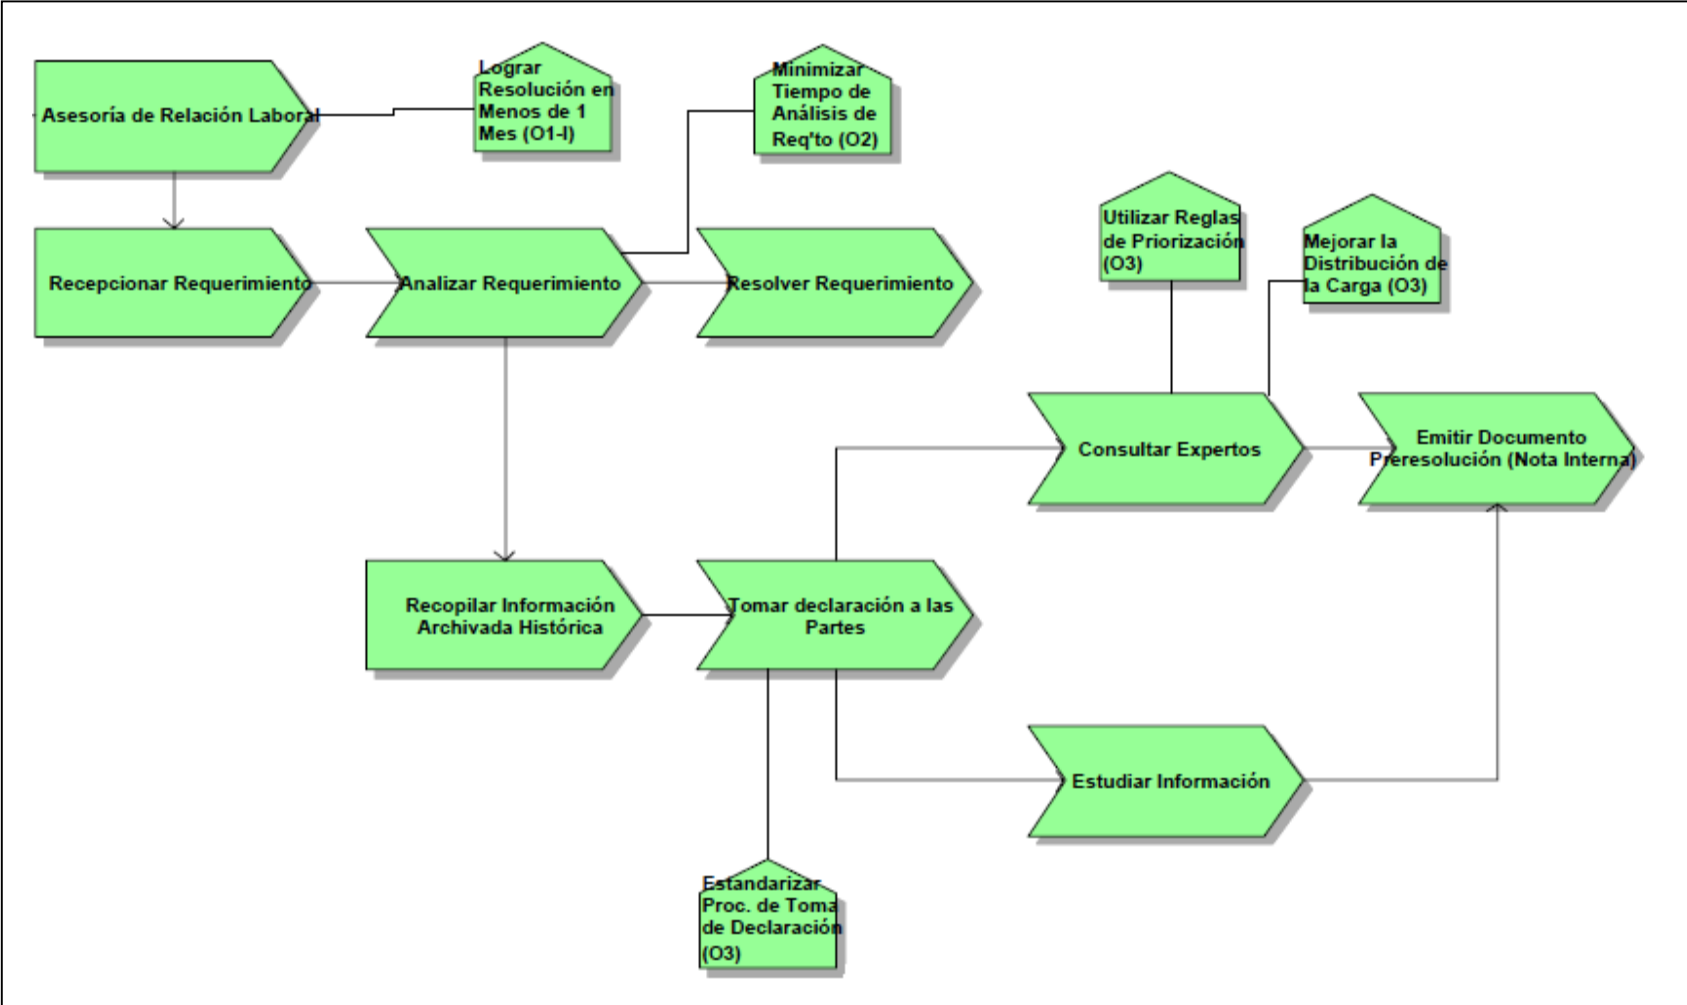 Asesoría de Relación Laboral
Lograr
Resolución en
Menos de 1
Mes (O1-I)
Minimizar
Tiempo de
Análisis de
Req'to (O2)
Recepcionar Requerimiento
Analizar Requerimiento
Resolver Requerimiento
Utilizar Reglas
de Priorización
(O3)
Mejorar la
Distribución de
la Carga (O3)
Consultar Expertos
Emitir Documento
Preresolución (Nota Interna)
Recopilar Información
Archivada Histórica
Tomar declaración a las
Partes
Estudiar Información
Estandarizar
Proc. de Toma
de Declaración
(O3)